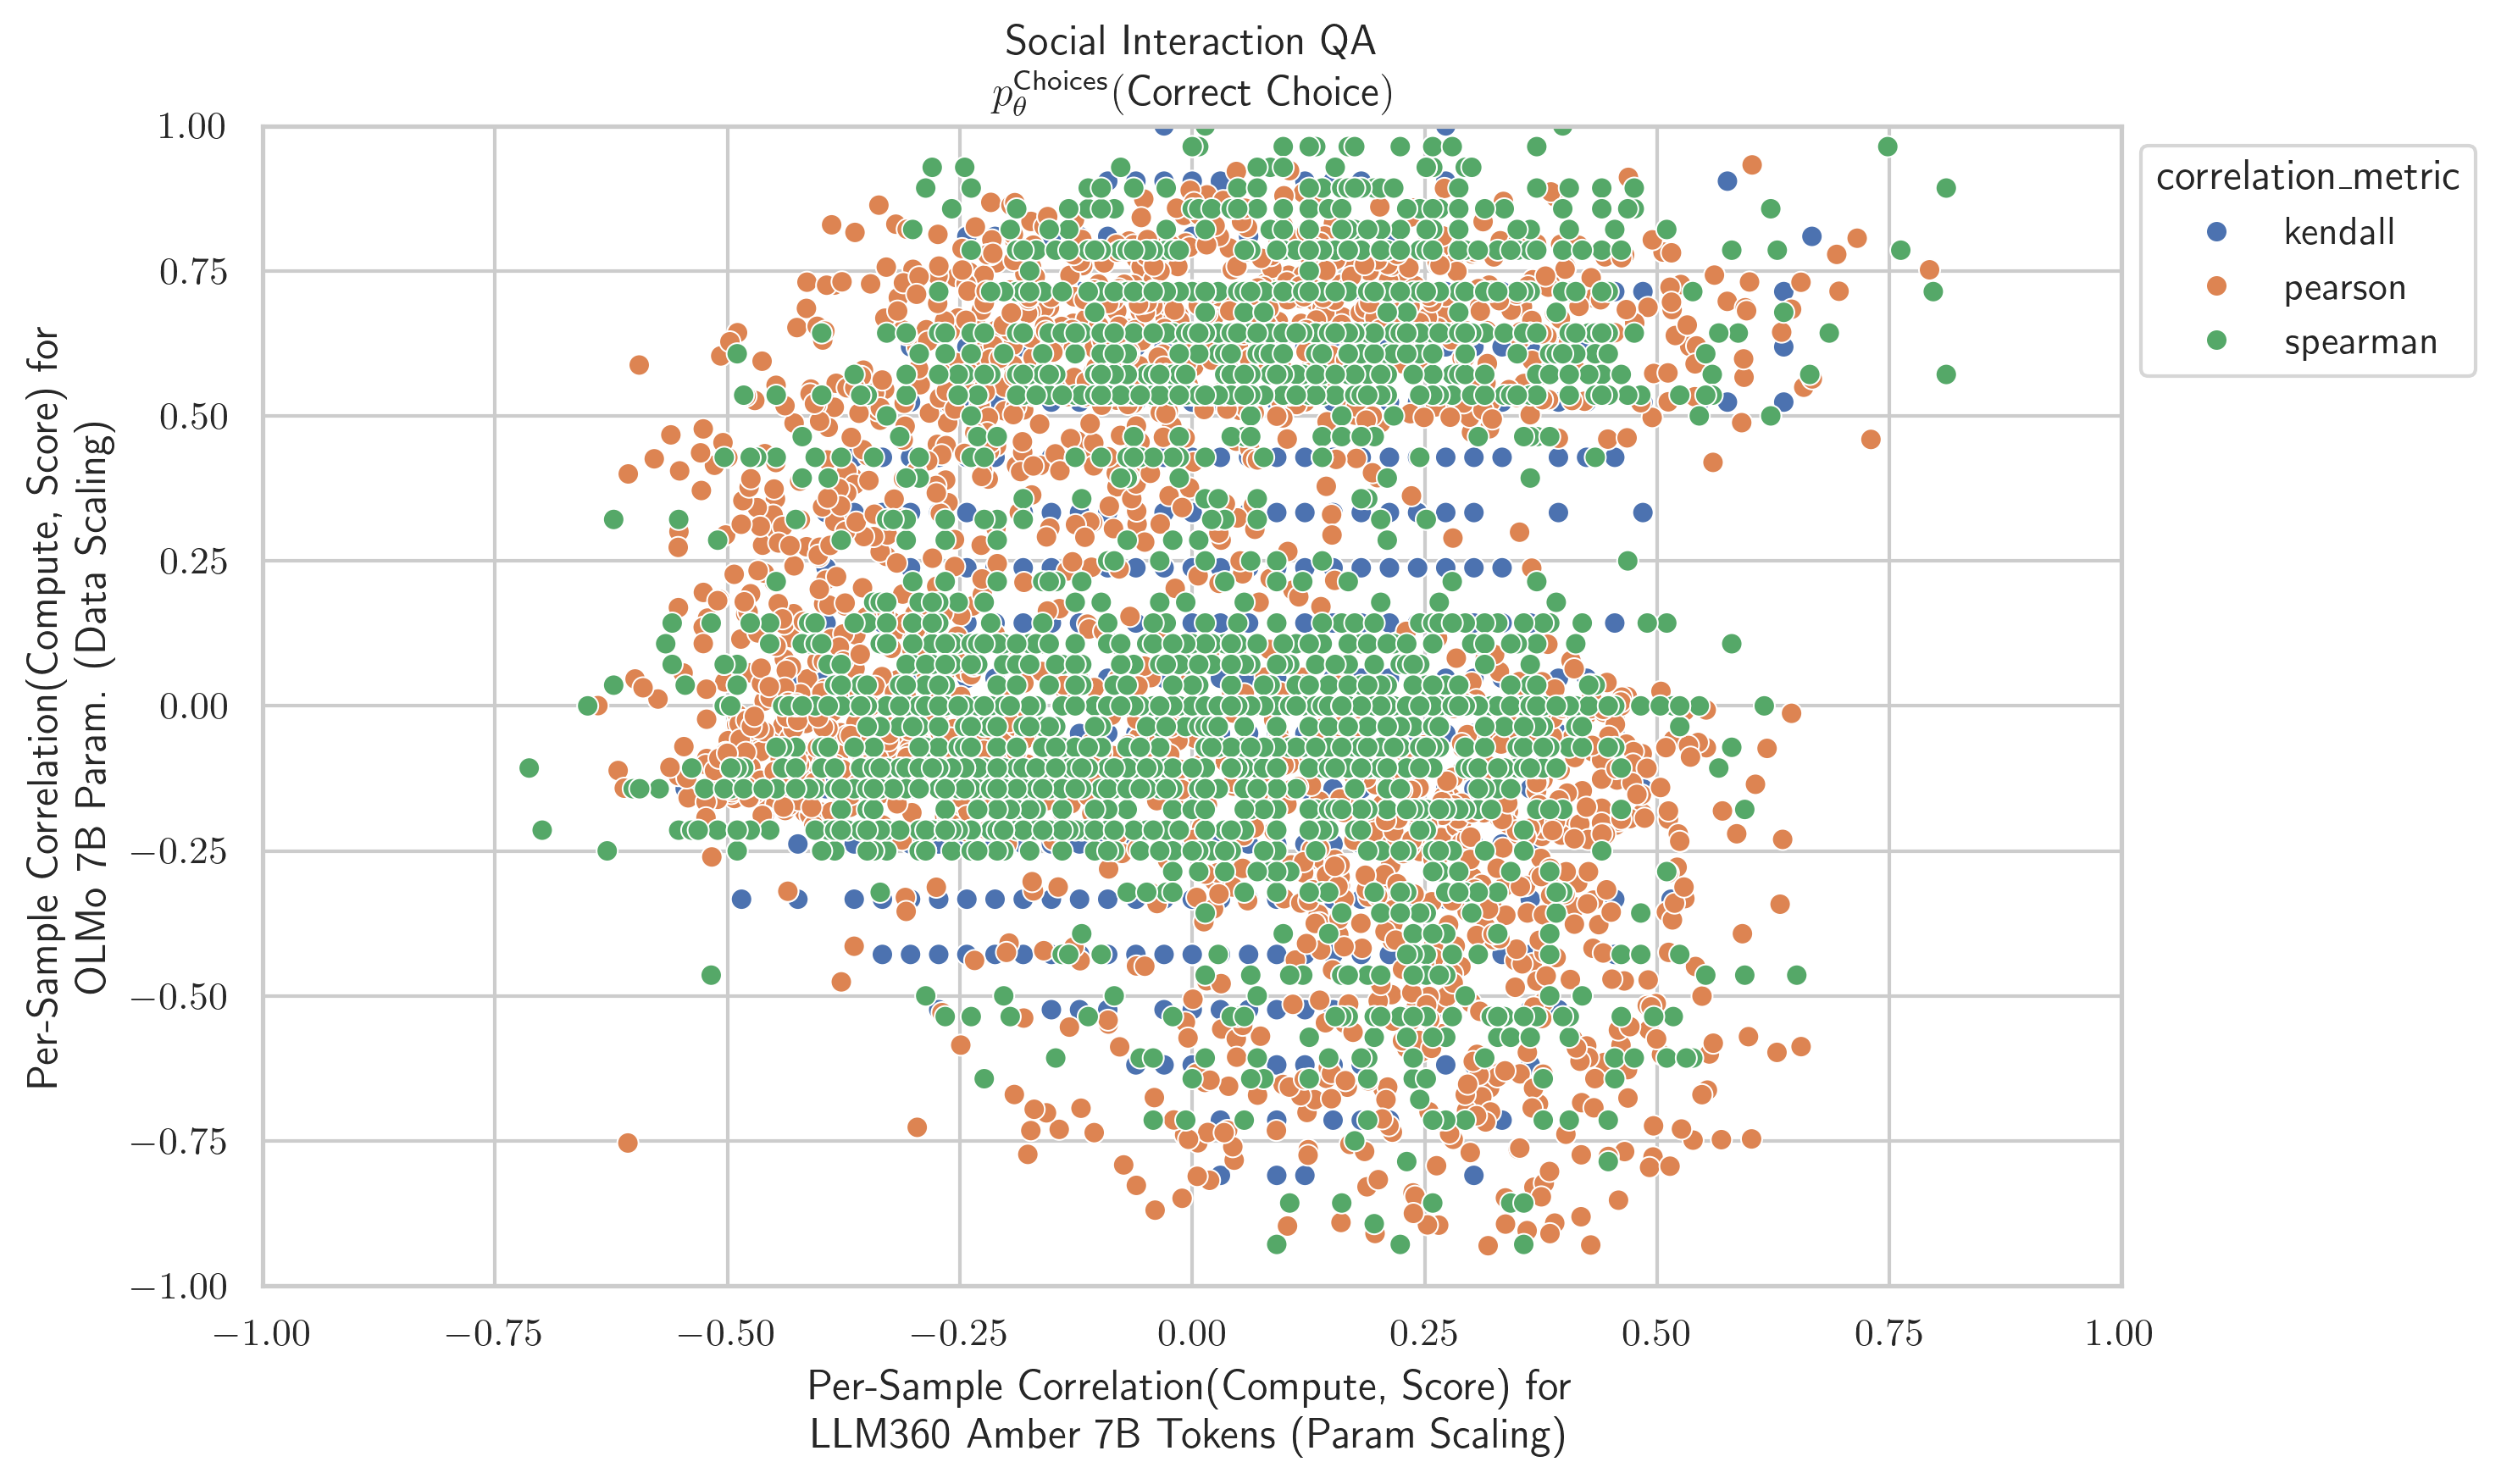 Social Interaction QA
p_θ^Choices(Correct Choice)
1.00
0.75
0.50
0.25
0.00
−0.25
−0.50
−0.75
−1.00
Per-Sample Correlation(Compute, Score) for
OLMo 7B Param. (Data Scaling)
−1.00 −0.75 −0.50 −0.25 0.00 0.25 0.50 0.75 1.00
Per-Sample Correlation(Compute, Score) for
LLM360 Amber 7B Tokens (Param Scaling)
correlation_metric
kendall
pearson
spearman